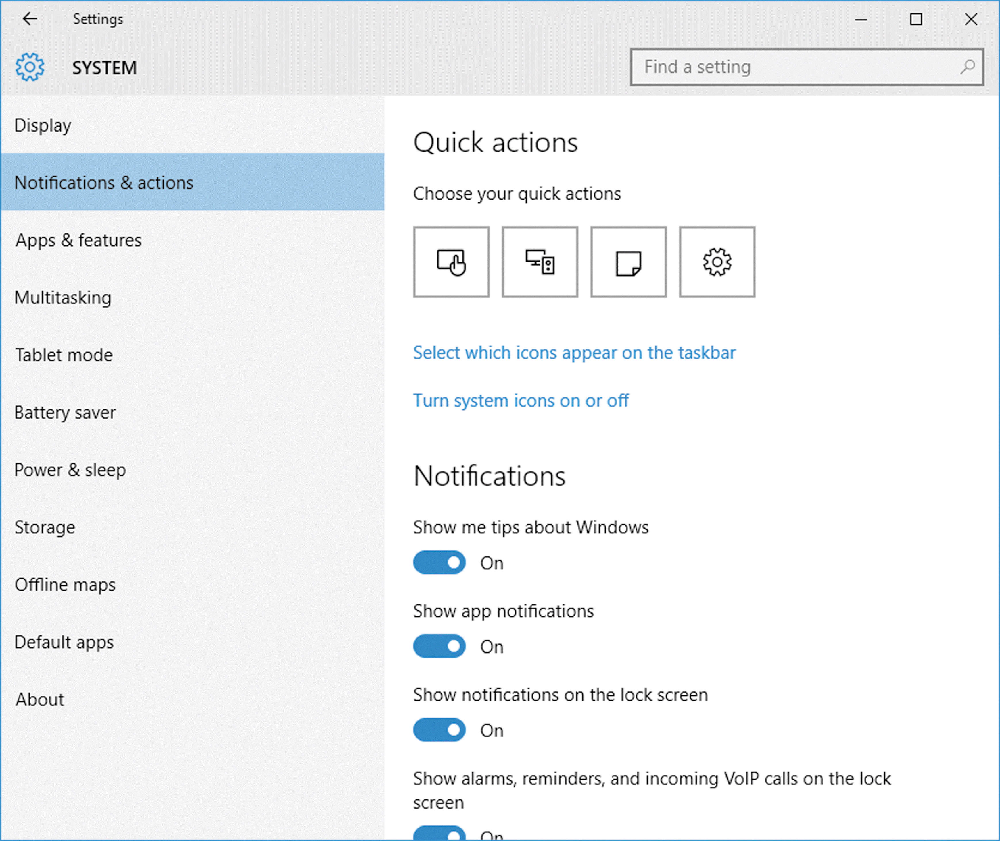 Settings
SYSTEM
Find a setting
Display
Notifications & actions
Apps & features
Multitasking
Tablet mode
Battery saver
Power & sleep
Storage
Offline maps
Default apps
About
Quick actions
Choose your quick actions
Select which icons appear on the taskbar
Turn system icons on or off
Notifications
Show me tips about Windows
On
Show app notifications
On
Show notifications on the lock screen
On
Show alarms, reminders, and incoming VoIP calls on the lock
screen
On